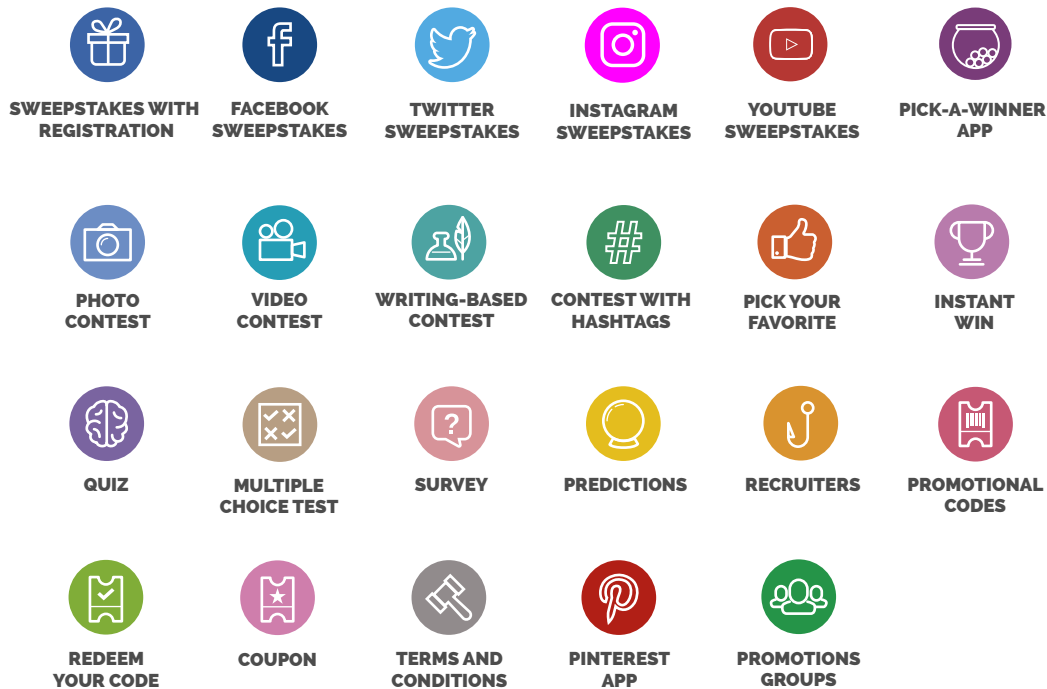 SWEEPSTAKES WITH
REGISTRATION
FACEBOOK
SWEEPSTAKES
TWITTER
SWEEPSTAKES
INSTAGRAM
SWEEPSTAKES
YOUTUBE
SWEEPSTAKES
PICK-A-WINNER
APP
PHOTO
CONTEST
VIDEO
CONTEST
WRITING-BASED
CONTEST
CONTEST WITH
HASHTAGS
PICK YOUR
FAVORITE
INSTANT
WIN
QUIZ
MULTIPLE
CHOICE TEST
SURVEY
PREDICTIONS
RECRUITERS
PROMOTIONAL
CODES
REDEEM
YOUR CODE
COUPON
TERMS AND
CONDITIONS
PINTEREST
APP
PROMOTIONS
GROUPS